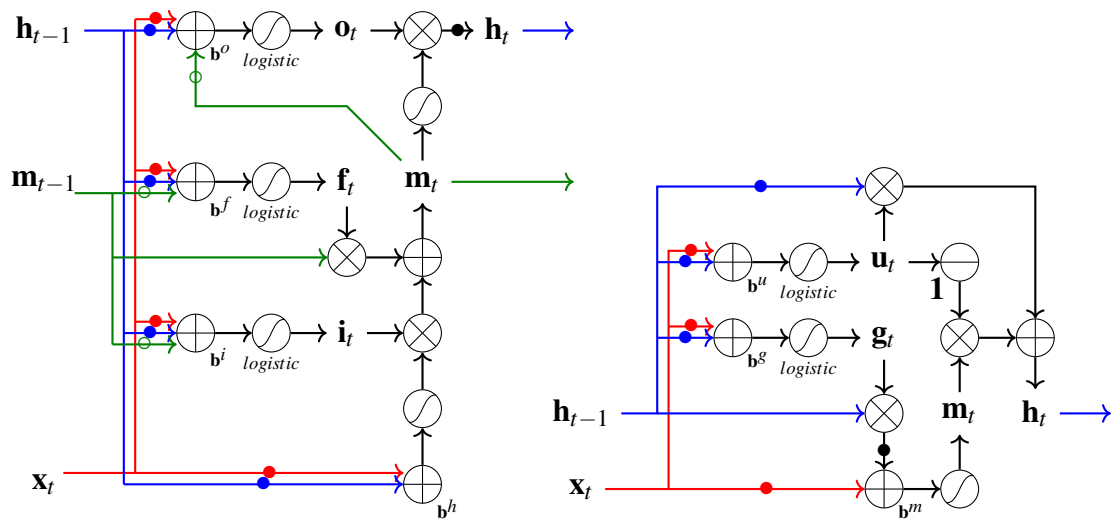 h_{t−1} b^o logistic o_t h_t
m_{t−1} b^f logistic f_t m_t
b^i logistic i_t
x_t b^h
b^u logistic u_t 1
b^g logistic g_t
h_{t−1} m_t h_t
x_t b^m